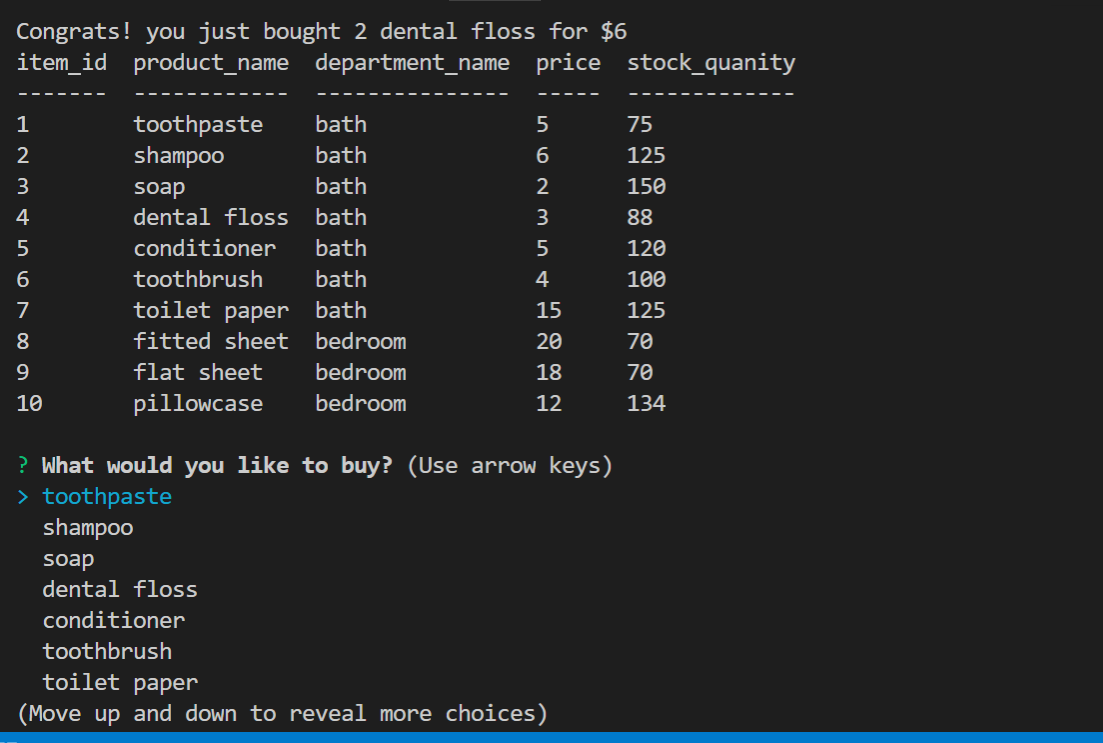 Congrats! you just bought 2 dental floss for $6
item_id  product_name  department_name  price  stock_quanity
-------  ------------  ---------------  -----  -------------
1        toothpaste    bath             5      75
2        shampoo       bath             6      125
3        soap          bath             2      150
4        dental floss  bath             3      88
5        conditioner   bath             5      120
6        toothbrush    bath             4      100
7        toilet paper  bath             15     125
8        fitted sheet  bedroom          20     70
9        flat sheet    bedroom          18     70
10       pillowcase    bedroom          12     134
? What would you like to buy? (Use arrow keys)
> toothpaste
  shampoo
  soap
  dental floss
  conditioner
  toothbrush
  toilet paper
(Move up and down to reveal more choices)